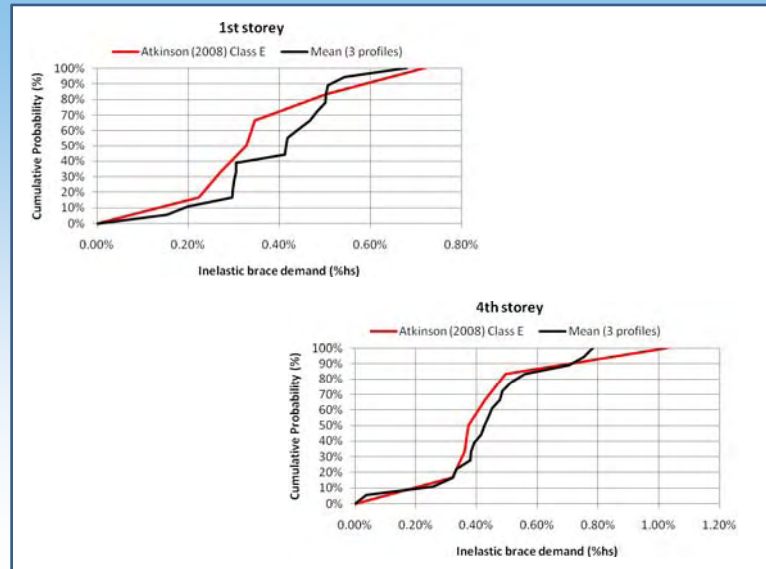 1st storey
Atkinson (2008) Class E Mean (3 profiles)
Cumulative Probability (%)
100%
90%
80%
70%
60%
50%
40%
30%
20%
10%
0%
0.00% 0.20% 0.40% 0.60% 0.80%
Inelastic brace demand (%hs)
4th storey
Atkinson (2008) Class E Mean (3 profiles)
Cumulative Probability (%)
100%
90%
80%
70%
60%
50%
40%
30%
20%
10%
0%
0.00% 0.20% 0.40% 0.60% 0.80% 1.00% 1.20%
Inelastic brace demand (%hs)